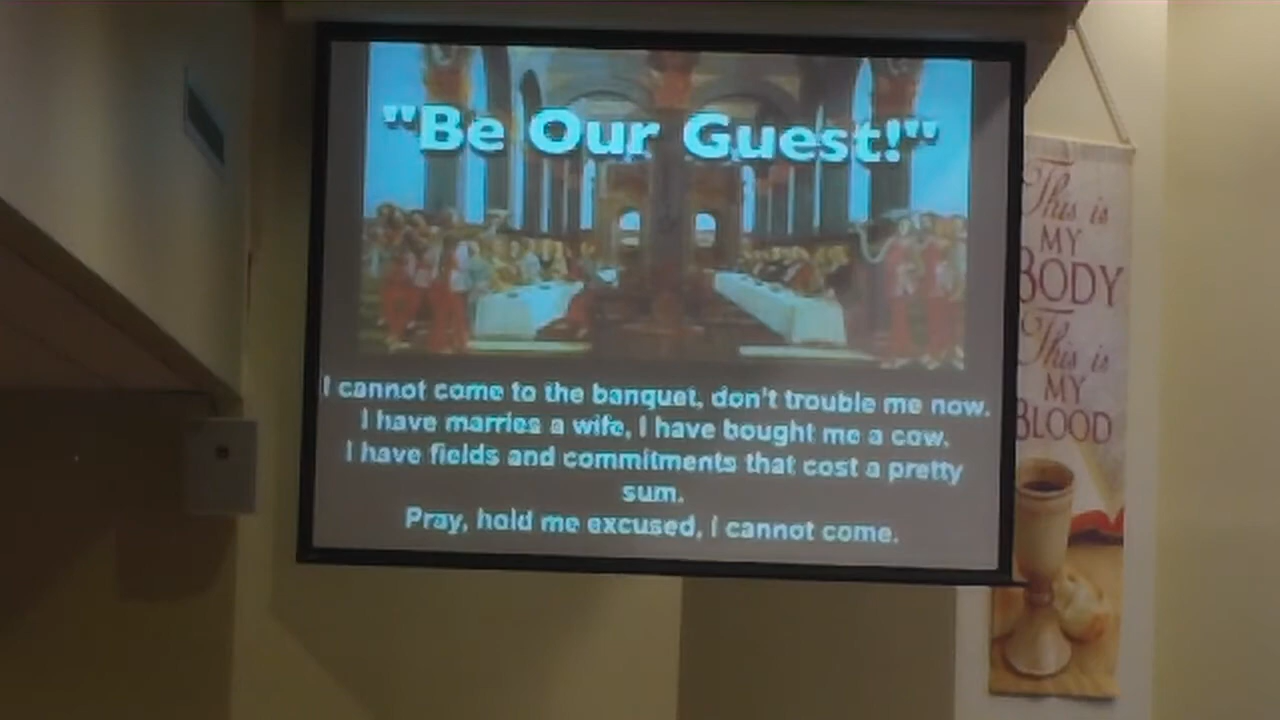 "Be Our Guest!"
I cannot come to the banquet, don't trouble me now.
I have married a wife, I have bought me a cow.
I have fields and commitments that cost a pretty
sum.
Pray, hold me excused, I cannot come.
This is
MY
BODY
This is
MY
BLOOD